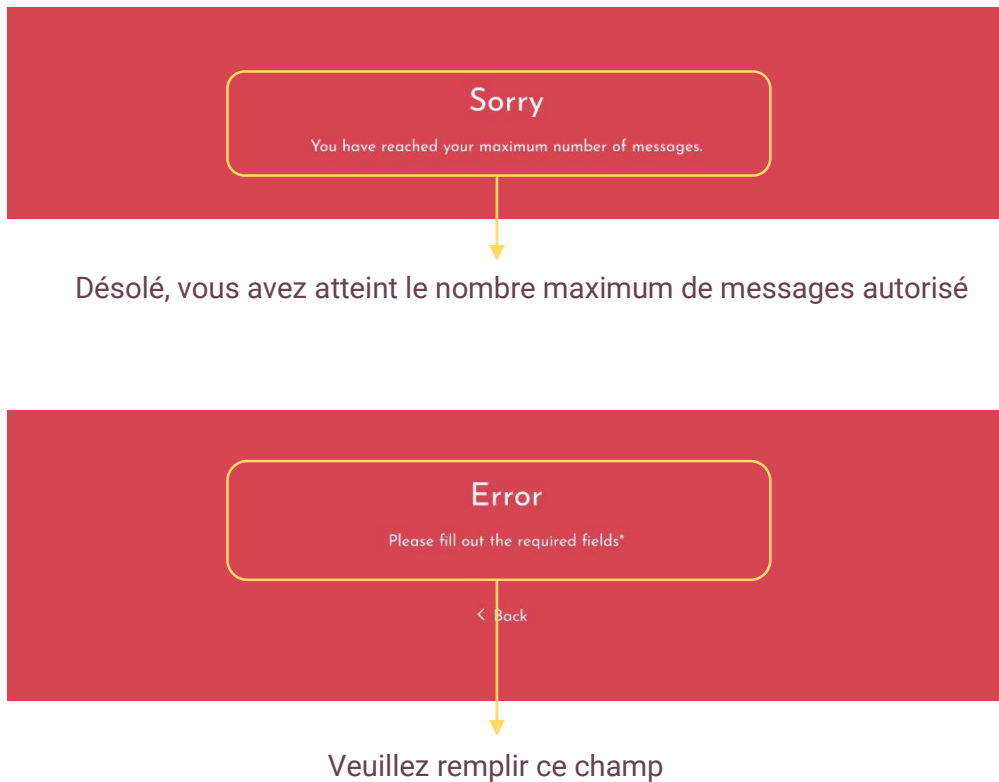 Sorry
You have reached your maximum number of messages.
Désolé, vous avez atteint le nombre maximum de messages autorisé
Error
Please fill out the required fields*
< Back
Veuillez remplir ce champ